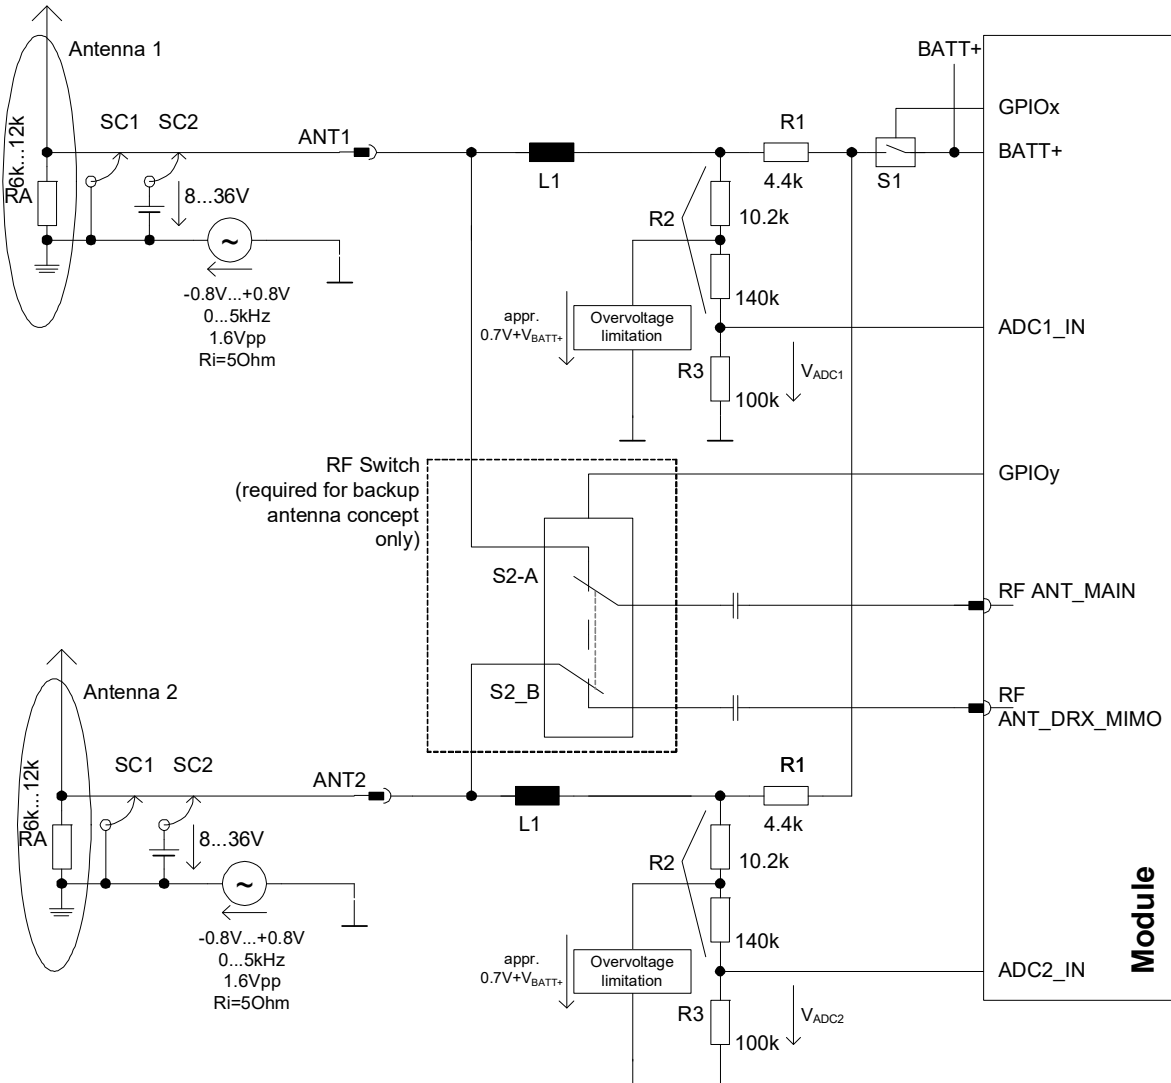 Antenna 1
BATT+
GPIOx
SC1
SC2
ANT1
R1
BATT+
6k...12k
RA
8...36V
L1
4.4k
S1
R2
10.2k
~
-0.8V...+0.8V
0...5kHz
1.6Vpp
Ri=5Ohm
140k
appr.
0.7V+VBATT+
Overvoltage
limitation
ADC1_IN
R3
VADC1
100k
RF Switch
(required for backup
antenna concept
only)
GPIOy
S2-A
RF ANT_MAIN
S2_B
RF
ANT_DRX_MIMO
Antenna 2
SC1
SC2
ANT2
R1
6k...12k
RA
8...36V
L1
4.4k
R2
10.2k
~
-0.8V...+0.8V
0...5kHz
1.6Vpp
Ri=5Ohm
140k
appr.
0.7V+VBATT+
Overvoltage
limitation
ADC2_IN
R3
VADC2
100k
Module